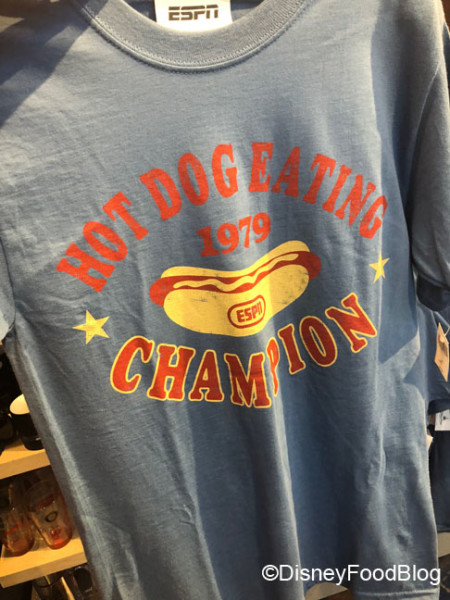 ESPN
HOT DOG EATING
1979
ESPN
CHAMPION
©DisneyFoodBlog